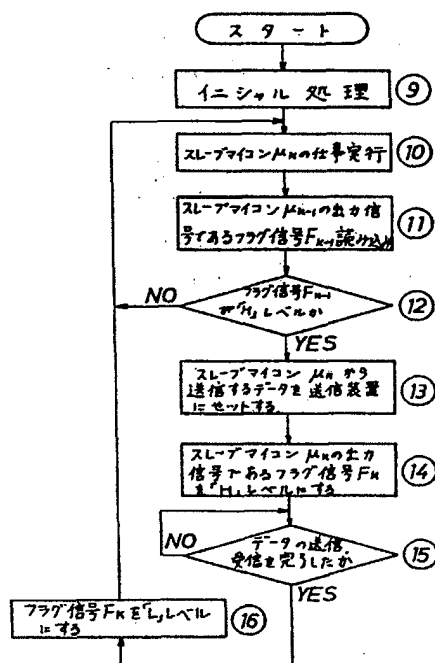 スタート
イニシャル処理 ⑨
スレーブマイコンμKの仕事実行 ⑩
スレーブマイコンμK-1の出力信
号であるフラグ信号FK-1読み込み ⑪
フラグ信号FK-1
が「H」レベルか ⑫
NO
YES
スレーブマイコン μKから
送信するデータを送信装置
にセットする ⑬
スレーブマイコン μKの出力
信号であるフラグ信号FK
を「H」レベルにする ⑭
データの送信,
受信を完了したか ⑮
NO
YES
フラグ信号FKを「L」レベル
にする ⑯